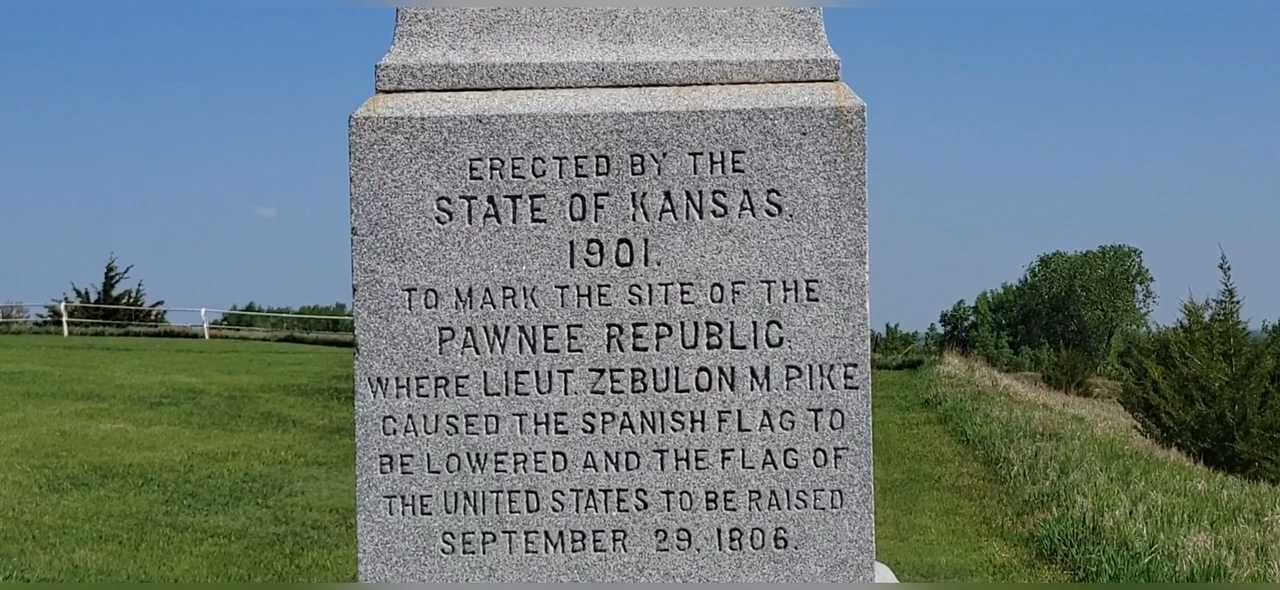 ERECTED BY THE
STATE OF KANSAS.
1901.
TO MARK THE SITE OF THE
PAWNEE REPUBLIC.
WHERE LIEUT. ZEBULON M. PIKE
CAUSED THE SPANISH FLAG TO
BE LOWERED AND THE FLAG OF
THE UNITED STATES TO BE RAISED
SEPTEMBER 29, 1806.